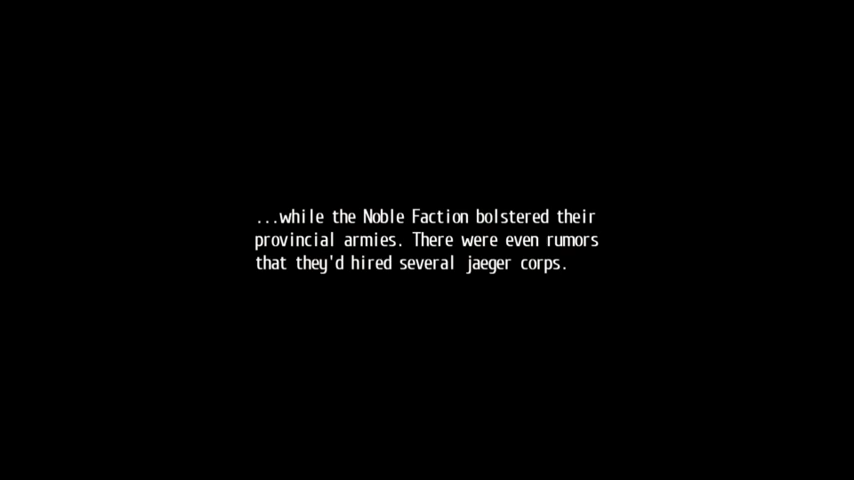 ...while the Noble Faction bolstered their
provincial armies. There were even rumors
that they'd hired several jaeger corps.